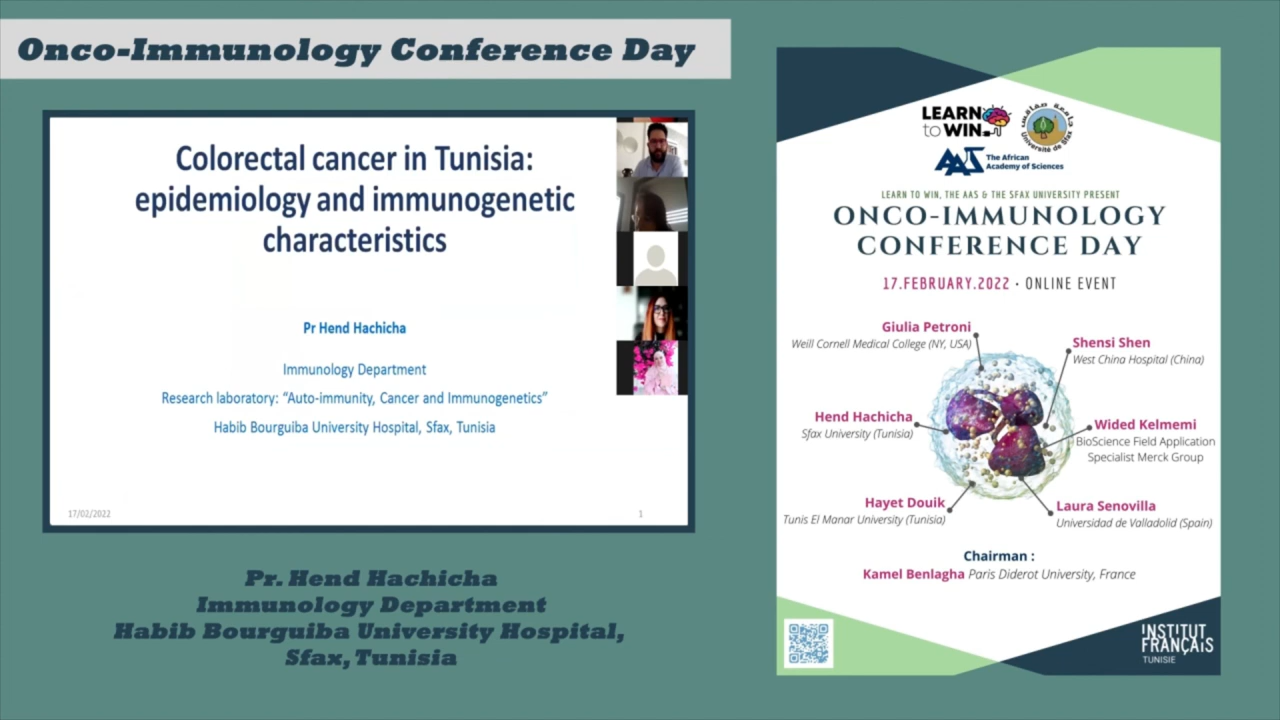 Onco-Immunology Conference Day
Colorectal cancer in Tunisia:
epidemiology and immunogenetic
characteristics
Pr Hend Hachicha
Immunology Department
Research laboratory: “Auto-immunity, Cancer and Immunogenetics”
Habib Bourguiba University Hospital, Sfax, Tunisia
17/02/2022
1
Pr. Hend Hachicha
Immunology Department
Habib Bourguiba University Hospital,
Sfax, Tunisia
LEARN
to WIN
جامعة صفاقس
Université de Sfax
AAS
The African
Academy of Sciences
LEARN TO WIN, THE AAS & THE SFAX UNIVERSITY PRESENT
ONCO-IMMUNOLOGY
CONFERENCE DAY
17.FEBRUARY.2022 · ONLINE EVENT
Giulia Petroni
Weill Cornell Medical College (NY, USA)
Shensi Shen
West China Hospital (China)
Hend Hachicha
Sfax University (Tunisia)
Wided Kelmemi
BioScience Field Application
Specialist Merck Group
Hayet Douik
Tunis El Manar University (Tunisia)
Laura Senovilla
Universidad de Valladolid (Spain)
Chairman :
Kamel Benlagha Paris Diderot University, France
INSTITUT
FRANÇAIS
TUNISIE